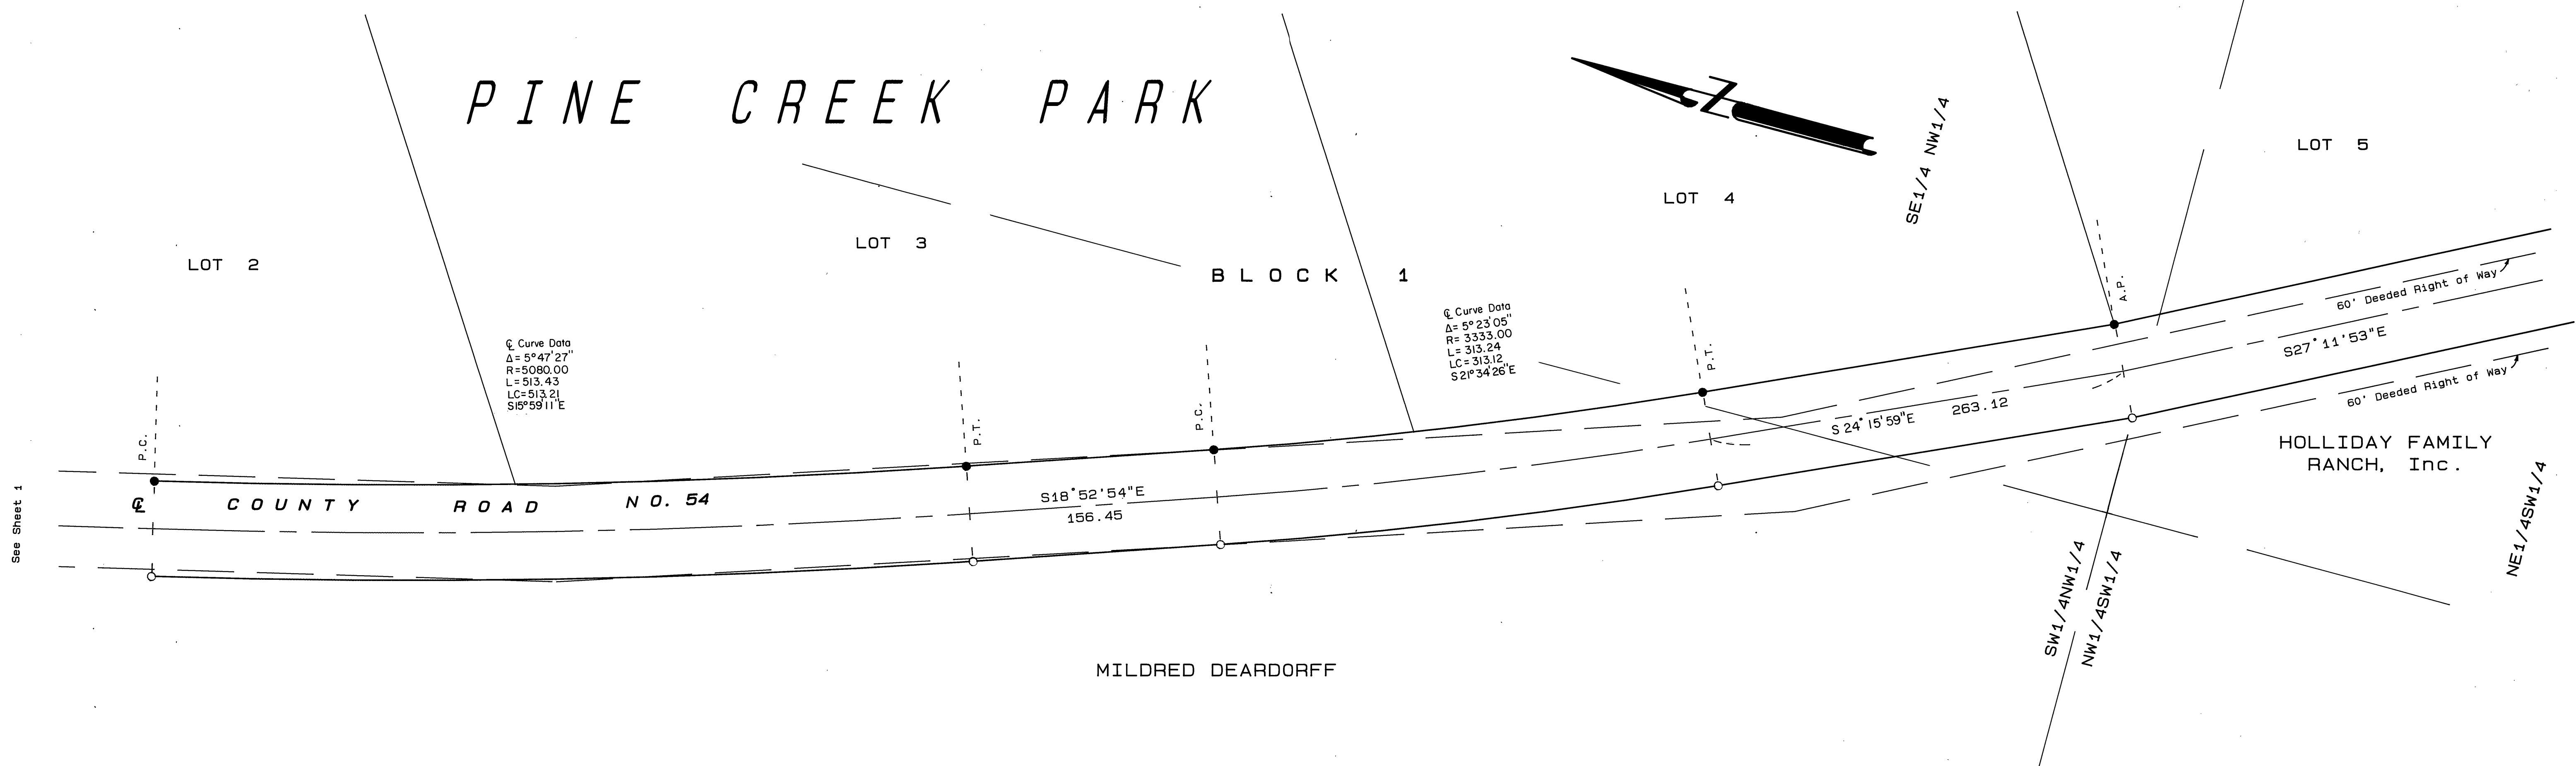 PINE CREEK PARK
N
SE1/4 NW1/4
LOT 5
LOT 4
LOT 3
LOT 2
BLOCK 1
℄ Curve Data
Δ= 5°47'27"
R=5080.00
L=513.43
LC=513.21
S15°59'11"E
℄ Curve Data
Δ= 5°23'05"
R= 3333.00
L= 313.24
LC= 313.12
S21°34'26"E
P.C.
P.T.
P.C.
P.T.
A.P.
60' Deeded Right of Way
S27°11'53"E
60' Deeded Right of Way
S 24°15'59"E 263.12
HOLLIDAY FAMILY
RANCH, Inc.
℄ COUNTY ROAD NO. 54
S18°52'54"E
156.45
See Sheet 1
NE1/4SW1/4
SW1/4NW1/4
NW1/4SW1/4
MILDRED DEARDORFF